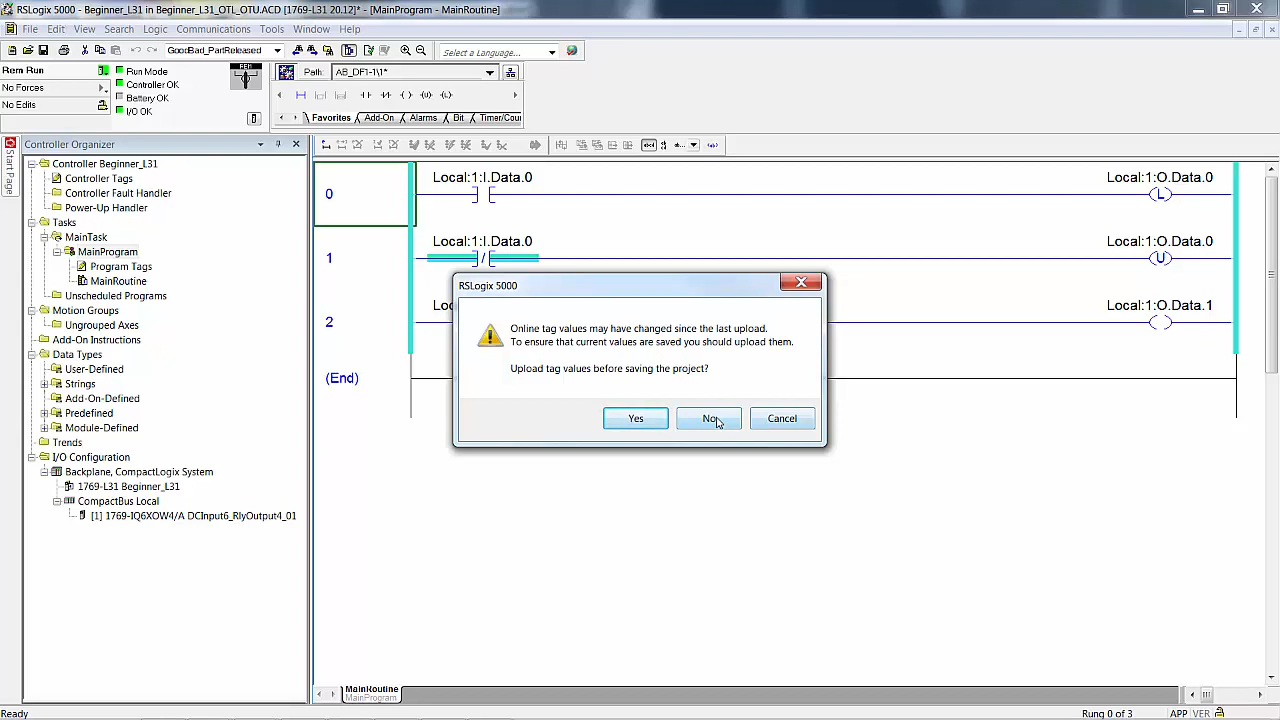 RSLogix 5000 - Beginner_L31 in Beginner_L31_OTL_OTU.ACD [1769-L31 20.12]* - [MainProgram - MainRoutine]
File Edit View Search Logic Communications Tools Window Help
GoodBad_PartReleased
Select a Language...
Rem Run
No Forces
No Edits
Run Mode
Controller OK
Battery OK
I/O OK
REM
Path: AB_DF1-1\1*
Favorites Add-On Alarms Bit Timer/Cou
Start Page
Controller Organizer
Controller Beginner_L31
Controller Tags
Controller Fault Handler
Power-Up Handler
Tasks
MainTask
MainProgram
Program Tags
MainRoutine
Unscheduled Programs
Motion Groups
Ungrouped Axes
Add-On Instructions
Data Types
User-Defined
Strings
Add-On-Defined
Predefined
Module-Defined
Trends
I/O Configuration
Backplane, CompactLogix System
1769-L31 Beginner_L31
CompactBus Local
[1] 1769-IQ6XOW4/A DCInput6_RlyOutput4_01
Local:1:I.Data.0 Local:1:O.Data.0
0 L
Local:1:I.Data.0 Local:1:O.Data.0
1 / U
Loc Local:1:O.Data.1
2
(End)
RSLogix 5000
Online tag values may have changed since the last upload.
To ensure that current values are saved you should upload them.
Upload tag values before saving the project?
Yes No Cancel
MainRoutine
MainProgram
Ready Rung 0 of 3 APP VER